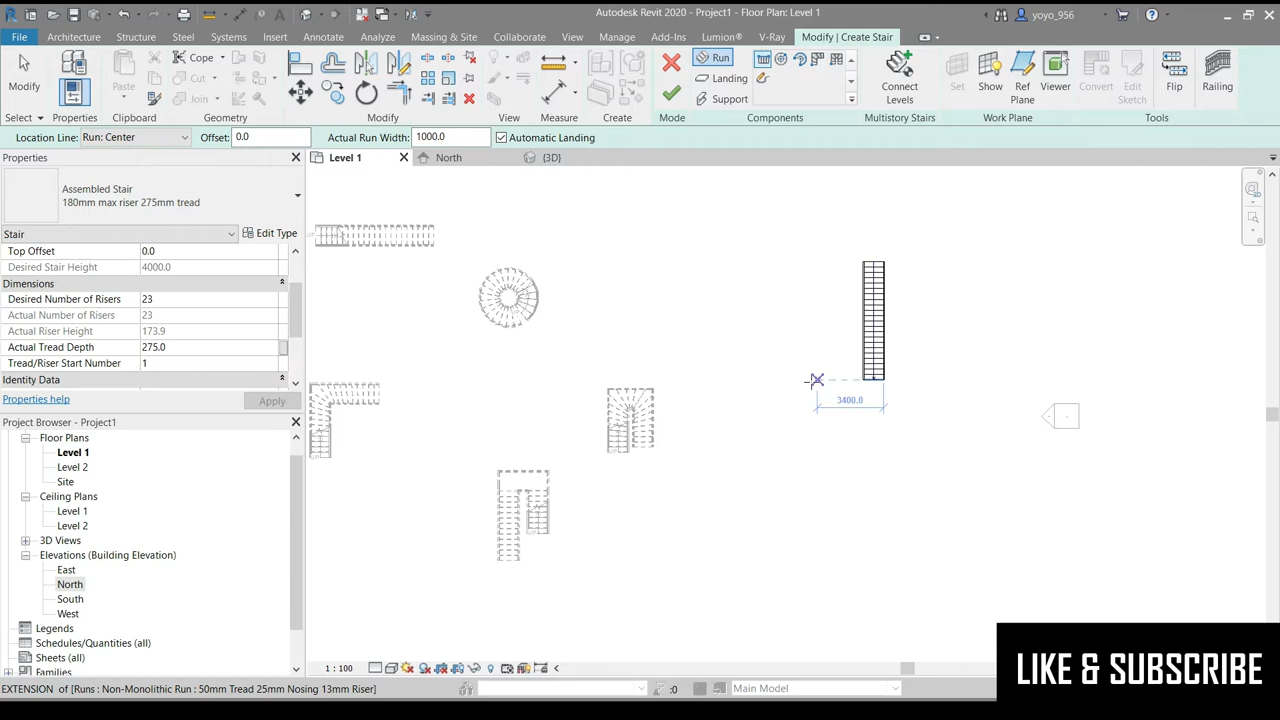 Autodesk Revit 2020 - Project1 - Floor Plan: Level 1
yoyo_956
File Architecture Structure Steel Systems Insert Annotate Analyze Massing & Site Collaborate View Manage Add-Ins Lumion® V-Ray Modify | Create Stair
Modify
Paste
Cope
Cut
Join
Run
Landing
Support
Connect
Levels
Set Show Ref
Plane
Viewer Convert Edit
Sketch
Flip Railing
Select Properties Clipboard Geometry Modify View Measure Create Mode Components Multistory Stairs Work Plane Tools
Location Line: Run: Center Offset: 0.0 Actual Run Width: 1000.0 Automatic Landing
Properties
Level 1 North {3D}
Assembled Stair
180mm max riser 275mm tread
Stair Edit Type
Top Offset 0.0
Desired Stair Height 4000.0
Dimensions
Desired Number of Risers 23
Actual Number of Risers 23
Actual Riser Height 173.9
Actual Tread Depth 275.0
Tread/Riser Start Number 1
Identity Data
Properties help Apply
Project Browser - Project1
Floor Plans
Level 1
Level 2
Site
Ceiling Plans
Level 1
Level 2
3D Views
Elevations (Building Elevation)
East
North
South
West
Legends
Schedules/Quantities (all)
Sheets (all)
Families
3400.0
1 : 100
EXTENSION of [Runs : Non-Monolithic Run : 50mm Tread 25mm Nosing 13mm Riser]
:0
Main Model
LIKE & SUBSCRIBE